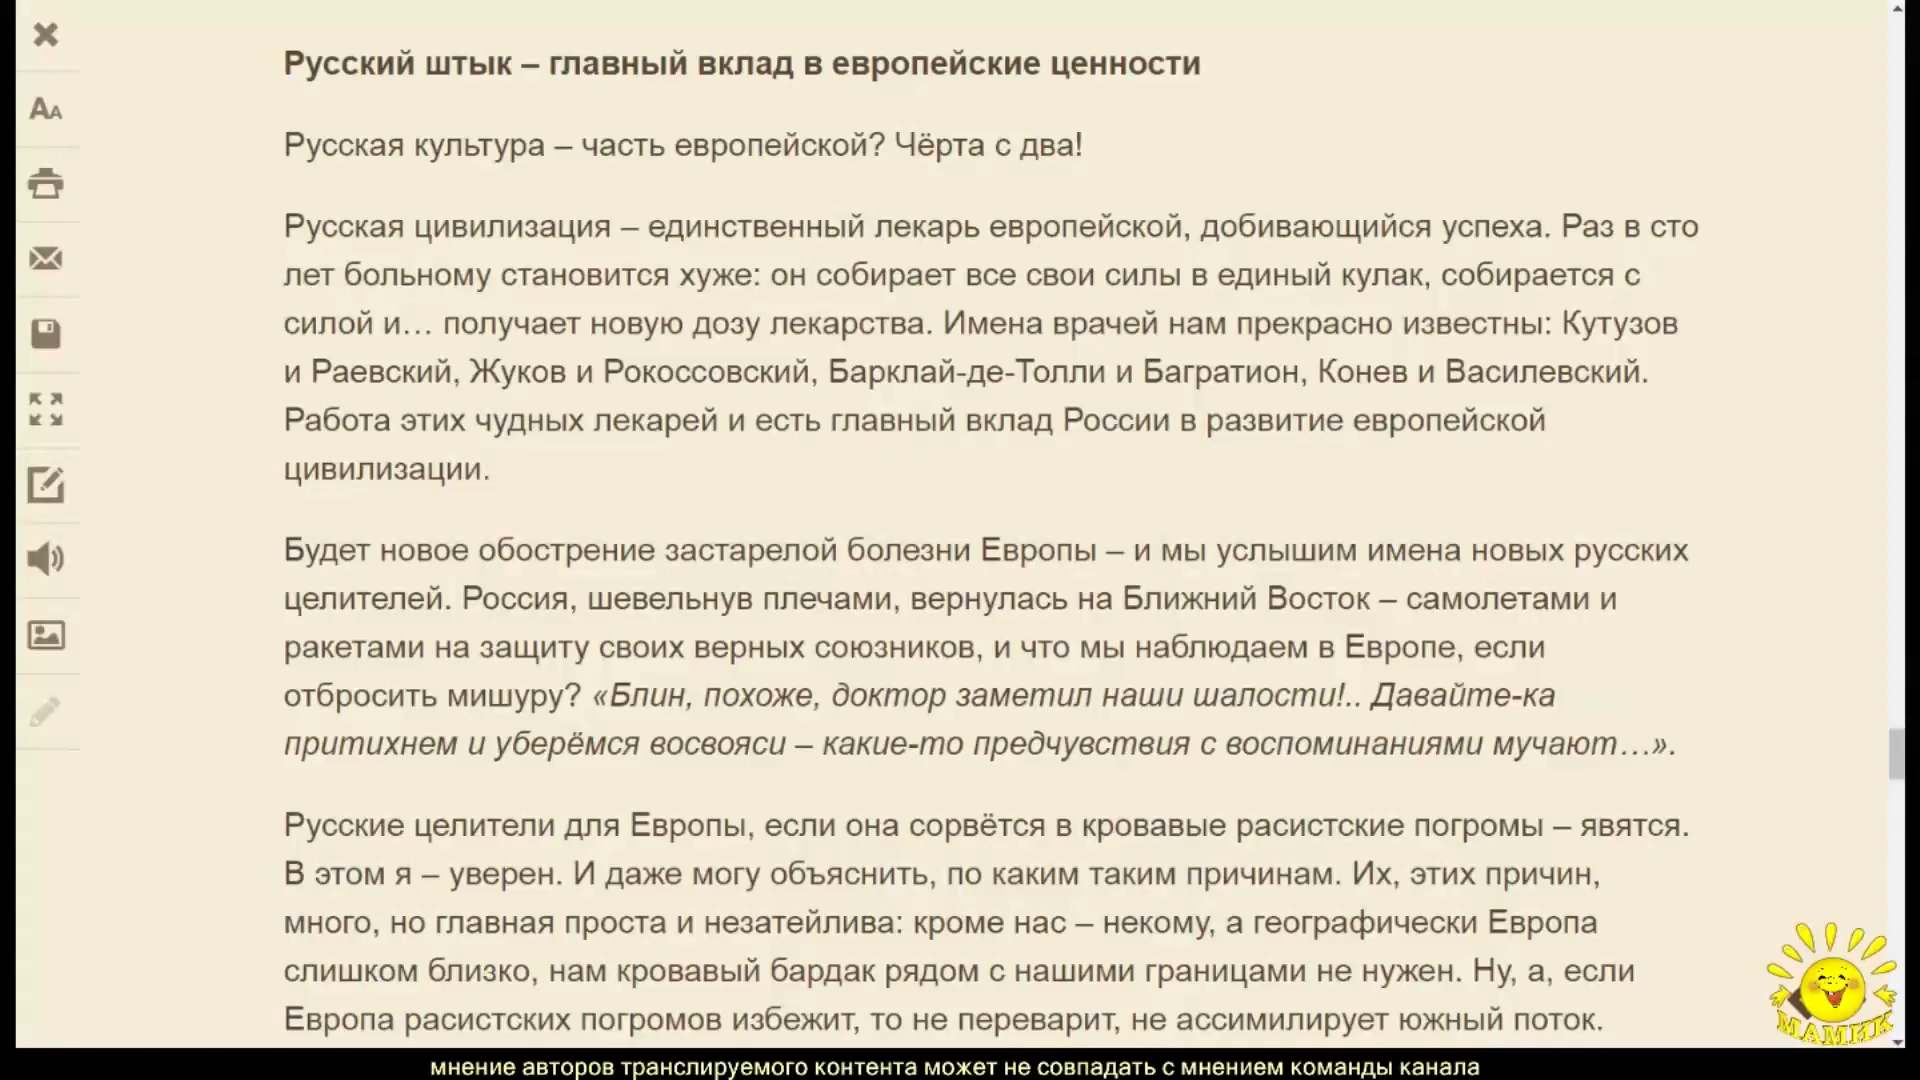 Русский штык – главный вклад в европейские ценности
Русская культура – часть европейской? Чёрта с два!
Русская цивилизация – единственный лекарь европейской, добивающийся успеха. Раз в сто
лет больному становится хуже: он собирает все свои силы в единый кулак, собирается с
силой и… получает новую дозу лекарства. Имена врачей нам прекрасно известны: Кутузов
и Раевский, Жуков и Рокоссовский, Барклай-де-Толли и Багратион, Конев и Василевский.
Работа этих чудных лекарей и есть главный вклад России в развитие европейской
цивилизации.
Будет новое обострение застарелой болезни Европы – и мы услышим имена новых русских
целителей. Россия, шевельнув плечами, вернулась на Ближний Восток – самолетами и
ракетами на защиту своих верных союзников, и что мы наблюдаем в Европе, если
отбросить мишуру? «Блин, похоже, доктор заметил наши шалости!.. Давайте-ка
притихнем и уберёмся восвояси – какие-то предчувствия с воспоминаниями мучают…».
Русские целители для Европы, если она сорвётся в кровавые расистские погромы – явятся.
В этом я – уверен. И даже могу объяснить, по каким таким причинам. Их, этих причин,
много, но главная проста и незатейлива: кроме нас – некому, а географически Европа
слишком близко, нам кровавый бардак рядом с нашими границами не нужен. Ну, а, если
Европа расистских погромов избежит, то не переварит, не ассимилирует южный поток.
МАМИК
мнение авторов транслируемого контента может не совпадать с мнением команды канала